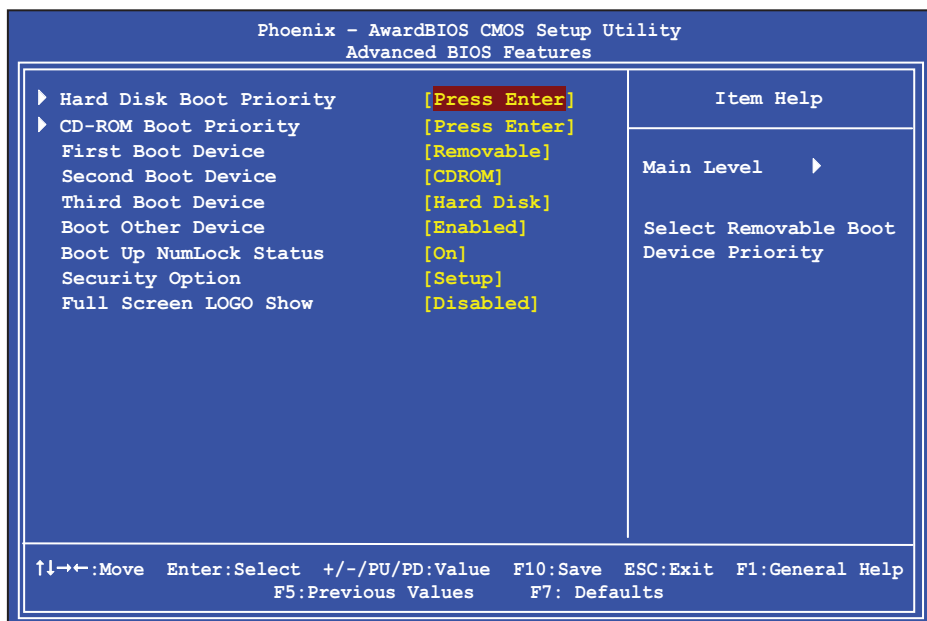 Phoenix – AwardBIOS CMOS Setup Utility
Advanced BIOS Features
Hard Disk Boot Priority [Press Enter]
CD-ROM Boot Priority [Press Enter]
First Boot Device [Removable]
Second Boot Device [CDROM]
Third Boot Device [Hard Disk]
Boot Other Device [Enabled]
Boot Up NumLock Status [On]
Security Option [Setup]
Full Screen LOGO Show [Disabled]
Item Help
Main Level
Select Removable Boot
Device Priority
↑↓→←:Move Enter:Select +/-/PU/PD:Value F10:Save ESC:Exit F1:General Help
F5:Previous Values F7: Defaults